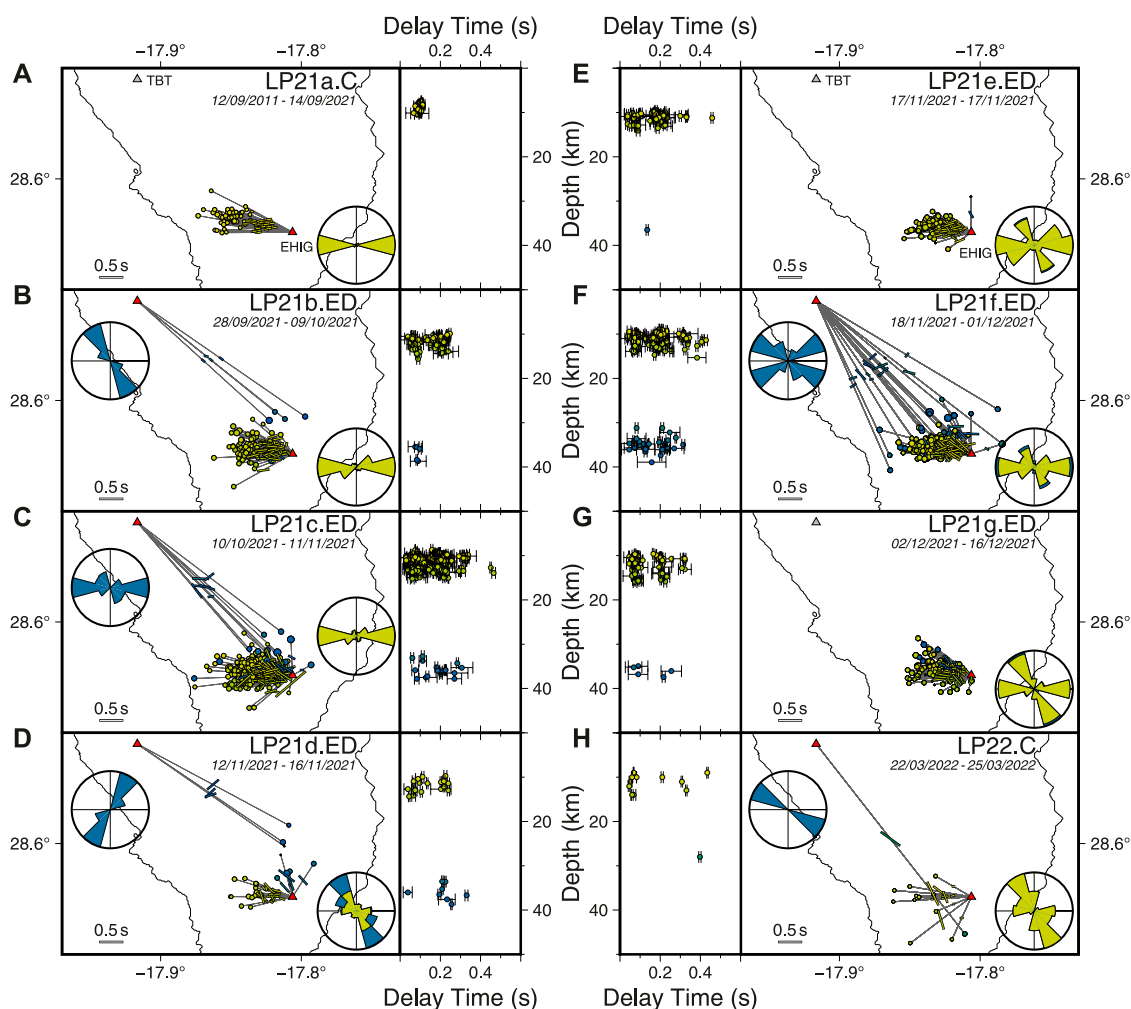 Delay Time (s)
Delay Time (s)
−17.9°
−17.8°
0.2 0.4
0.2 0.4
−17.9°
−17.8°
A
TBT
LP21a.C
12/09/2011 - 14/09/2021
28.6°
EHIG
0.5 s
20
40
Depth (km)
E
TBT
LP21e.ED
17/11/2021 - 17/11/2021
28.6°
EHIG
0.5 s
B
LP21b.ED
28/09/2021 - 09/10/2021
28.6°
0.5 s
20
40
Depth (km)
F
LP21f.ED
18/11/2021 - 01/12/2021
28.6°
0.5 s
C
LP21c.ED
10/10/2021 - 11/11/2021
28.6°
0.5 s
20
40
Depth (km)
G
LP21g.ED
02/12/2021 - 16/12/2021
28.6°
0.5 s
D
LP21d.ED
12/11/2021 - 16/11/2021
28.6°
0.5 s
20
40
Depth (km)
H
LP22.C
22/03/2022 - 25/03/2022
28.6°
0.5 s
−17.9°
−17.8°
0.2 0.4
0.2 0.4
−17.9°
−17.8°
Delay Time (s)
Delay Time (s)